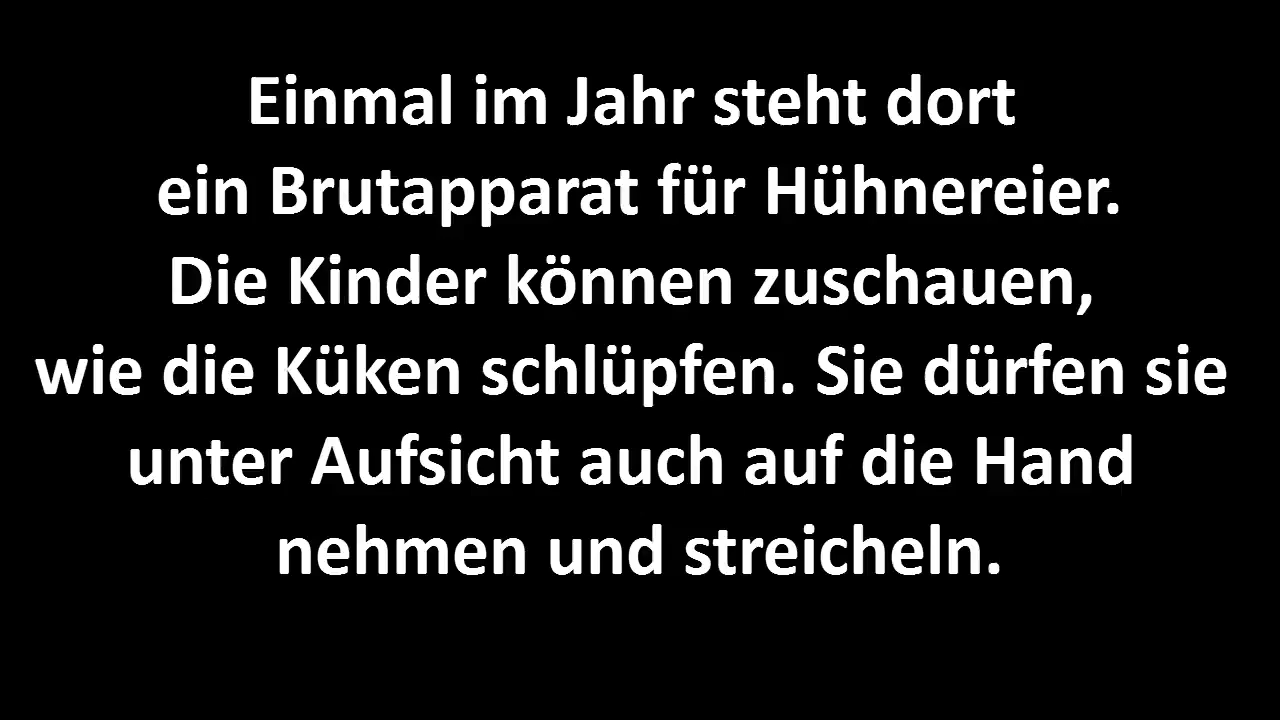 Einmal im Jahr steht dort
ein Brutapparat für Hühnereier.
Die Kinder können zuschauen,
wie die Küken schlüpfen. Sie dürfen sie
unter Aufsicht auch auf die Hand
nehmen und streicheln.